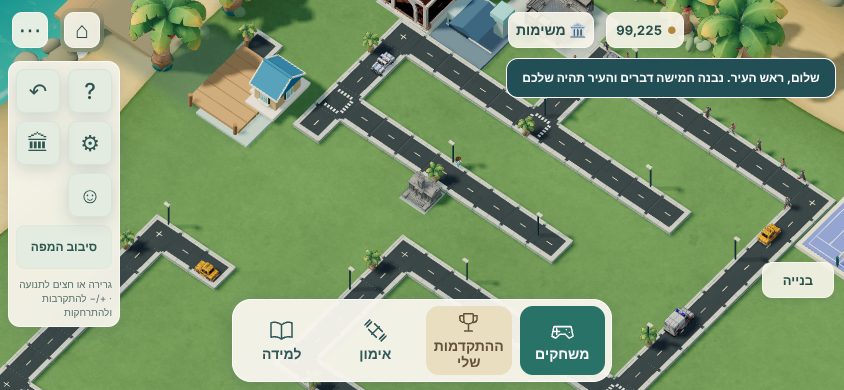 משימות
99,225
שלום, ראש העיר. נבנה חמישה דברים והעיר תהיה שלכם
?
סיבוב המפה
גרירה או חצים לתנועה
· +/− להתקרבות
ולהתרחקות
בנייה
משחקים
ההתקדמות
שלי
אימון
למידה